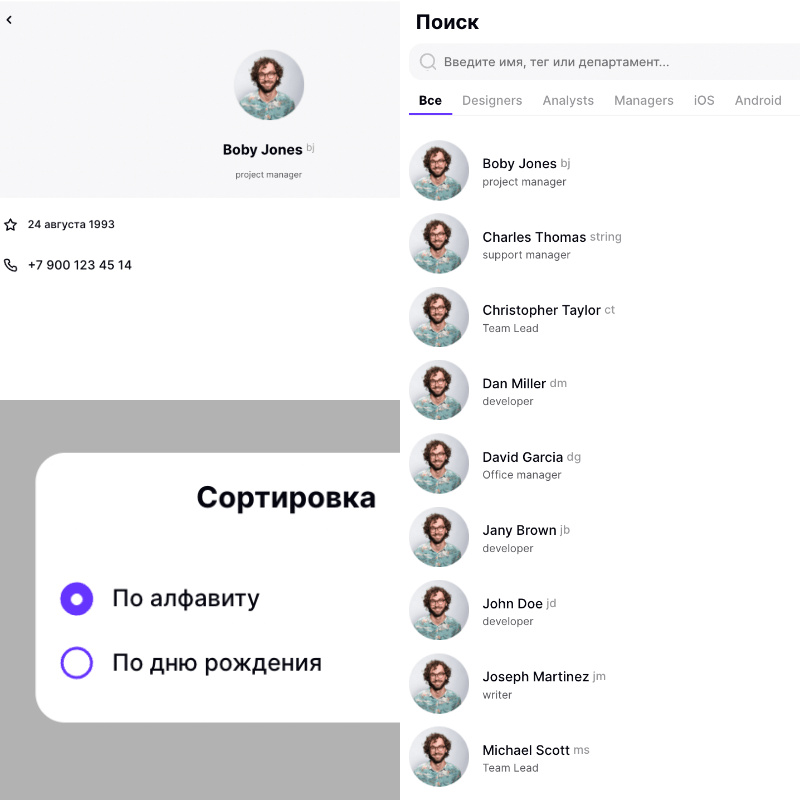 Boby Jones bj
project manager
24 августа 1993
+7 900 123 45 14
Сортировка
По алфавиту
По дню рождения
Поиск
Введите имя, тег или департамент...
Все Designers Analysts Managers iOS Android
Boby Jones bj
project manager
Charles Thomas string
support manager
Christopher Taylor ct
Team Lead
Dan Miller dm
developer
David Garcia dg
Office manager
Jany Brown jb
developer
John Doe jd
developer
Joseph Martinez jm
writer
Michael Scott ms
Team Lead